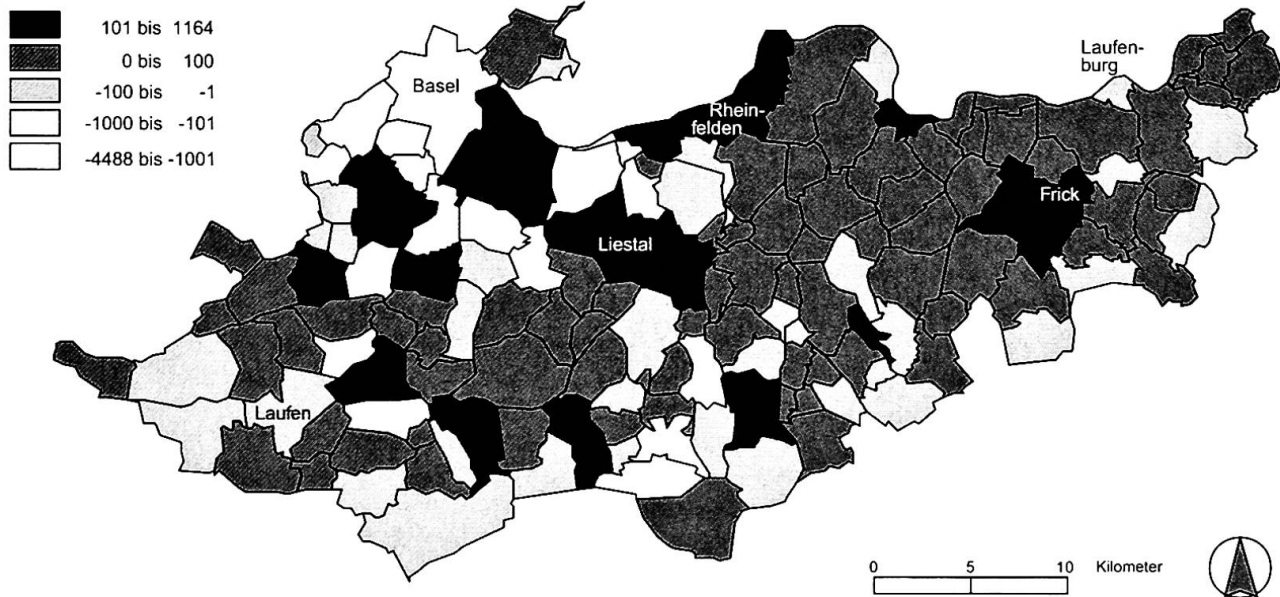 101 bis 1164
0 bis 100
-100 bis -1
-1000 bis -101
-4488 bis -1001
Basel
Rhein-
felden
Laufen-
burg
Frick
Liestal
Laufen
0 5 10 Kilometer